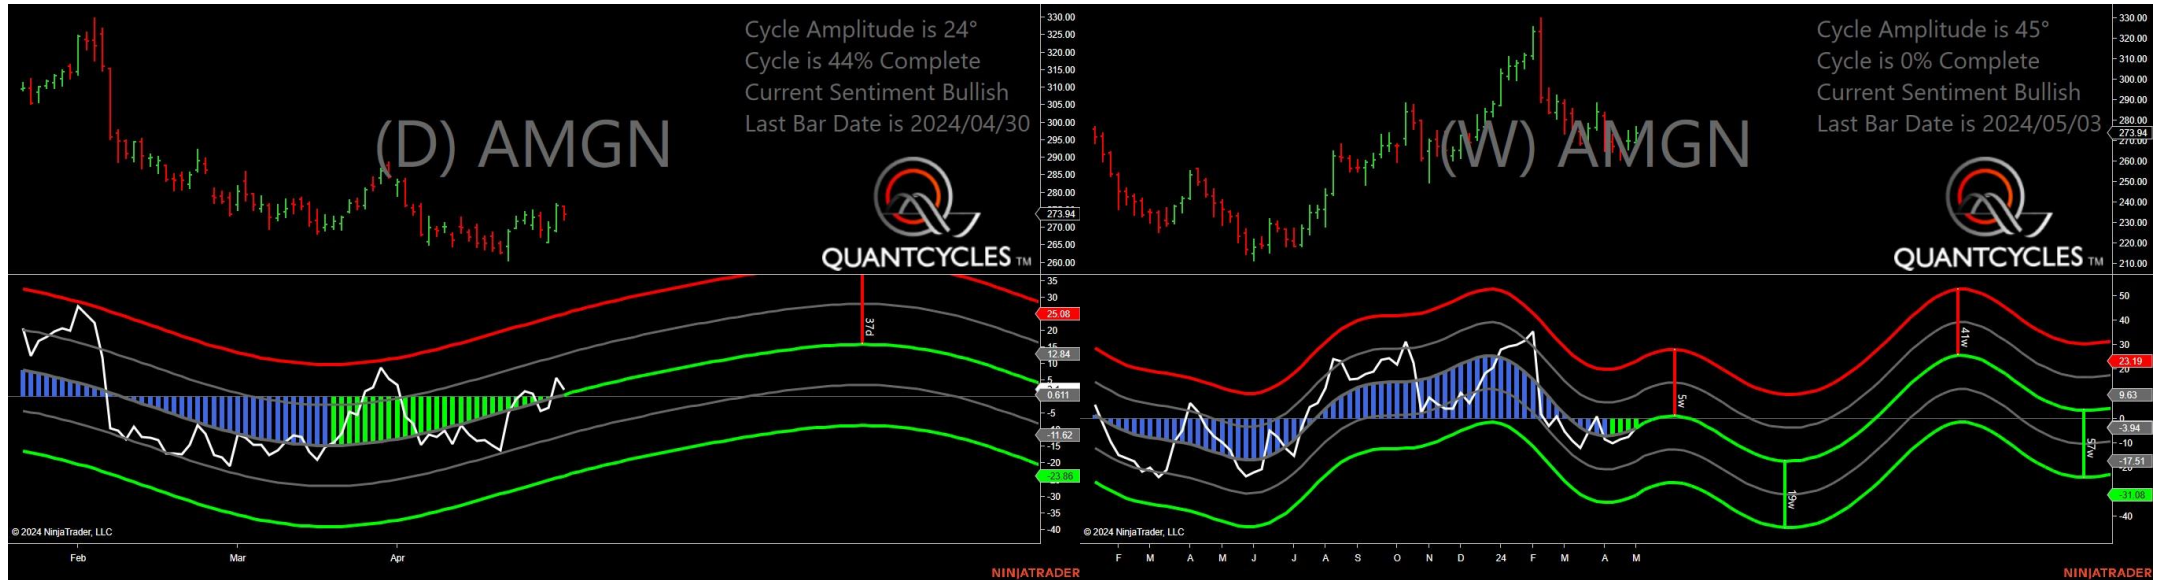 Cycle Amplitude is 24°
Cycle is 44% Complete
Current Sentiment Bullish
Last Bar Date is 2024/04/30
(D) AMGN
QUANTCYCLES TM
330.00
325.00
320.00
315.00
310.00
305.00
300.00
295.00
290.00
285.00
280.00
273.94
270.00
265.00
260.00
35
30
25.08
20
15
12.84
10
5
0.611
-5
-11.62
-15
-20
-23.86
-30
-35
-40
37d
© 2024 NinjaTrader, LLC
Feb Mar Apr
NINJATRADER
Cycle Amplitude is 45°
Cycle is 0% Complete
Current Sentiment Bullish
Last Bar Date is 2024/05/03
(W) AMGN
QUANTCYCLES TM
330.00
320.00
310.00
300.00
290.00
280.00
273.94
270.00
260.00
250.00
240.00
230.00
220.00
210.00
50
40
30
23.19
20
9.63
0
-3.94
-10
-17.51
-20
-31.08
-40
5w
19w
41w
57w
© 2024 NinjaTrader, LLC
F M A M J J A S O N D 24 F M A M
NINJATRADER